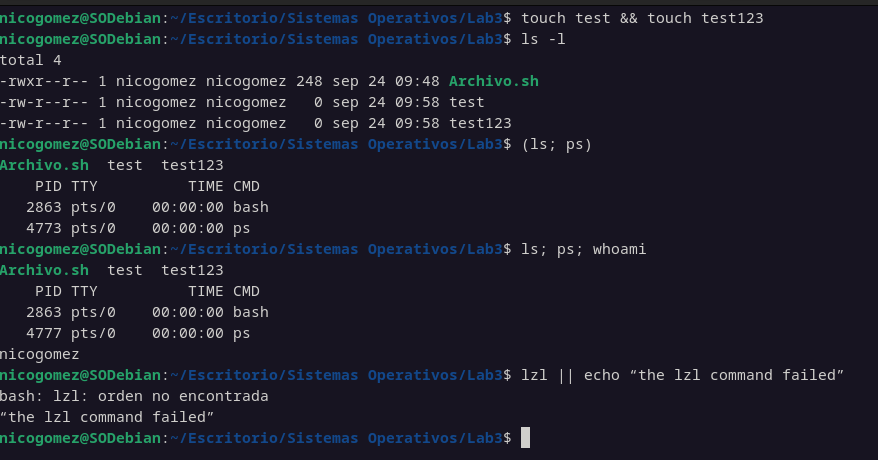 nicogomez@SODebian:~/Escritorio/Sistemas Operativos/Lab3$ touch test && touch test123
nicogomez@SODebian:~/Escritorio/Sistemas Operativos/Lab3$ ls -l
total 4
-rwxr--r-- 1 nicogomez nicogomez 248 sep 24 09:48 Archivo.sh
-rw-r--r-- 1 nicogomez nicogomez   0 sep 24 09:58 test
-rw-r--r-- 1 nicogomez nicogomez   0 sep 24 09:58 test123
nicogomez@SODebian:~/Escritorio/Sistemas Operativos/Lab3$ (ls; ps)
Archivo.sh  test  test123
    PID TTY          TIME CMD
   2863 pts/0    00:00:00 bash
   4773 pts/0    00:00:00 ps
nicogomez@SODebian:~/Escritorio/Sistemas Operativos/Lab3$ ls; ps; whoami
Archivo.sh  test  test123
    PID TTY          TIME CMD
   2863 pts/0    00:00:00 bash
   4777 pts/0    00:00:00 ps
nicogomez
nicogomez@SODebian:~/Escritorio/Sistemas Operativos/Lab3$ lzl || echo “the lzl command failed”
bash: lzl: orden no encontrada
“the lzl command failed”
nicogomez@SODebian:~/Escritorio/Sistemas Operativos/Lab3$